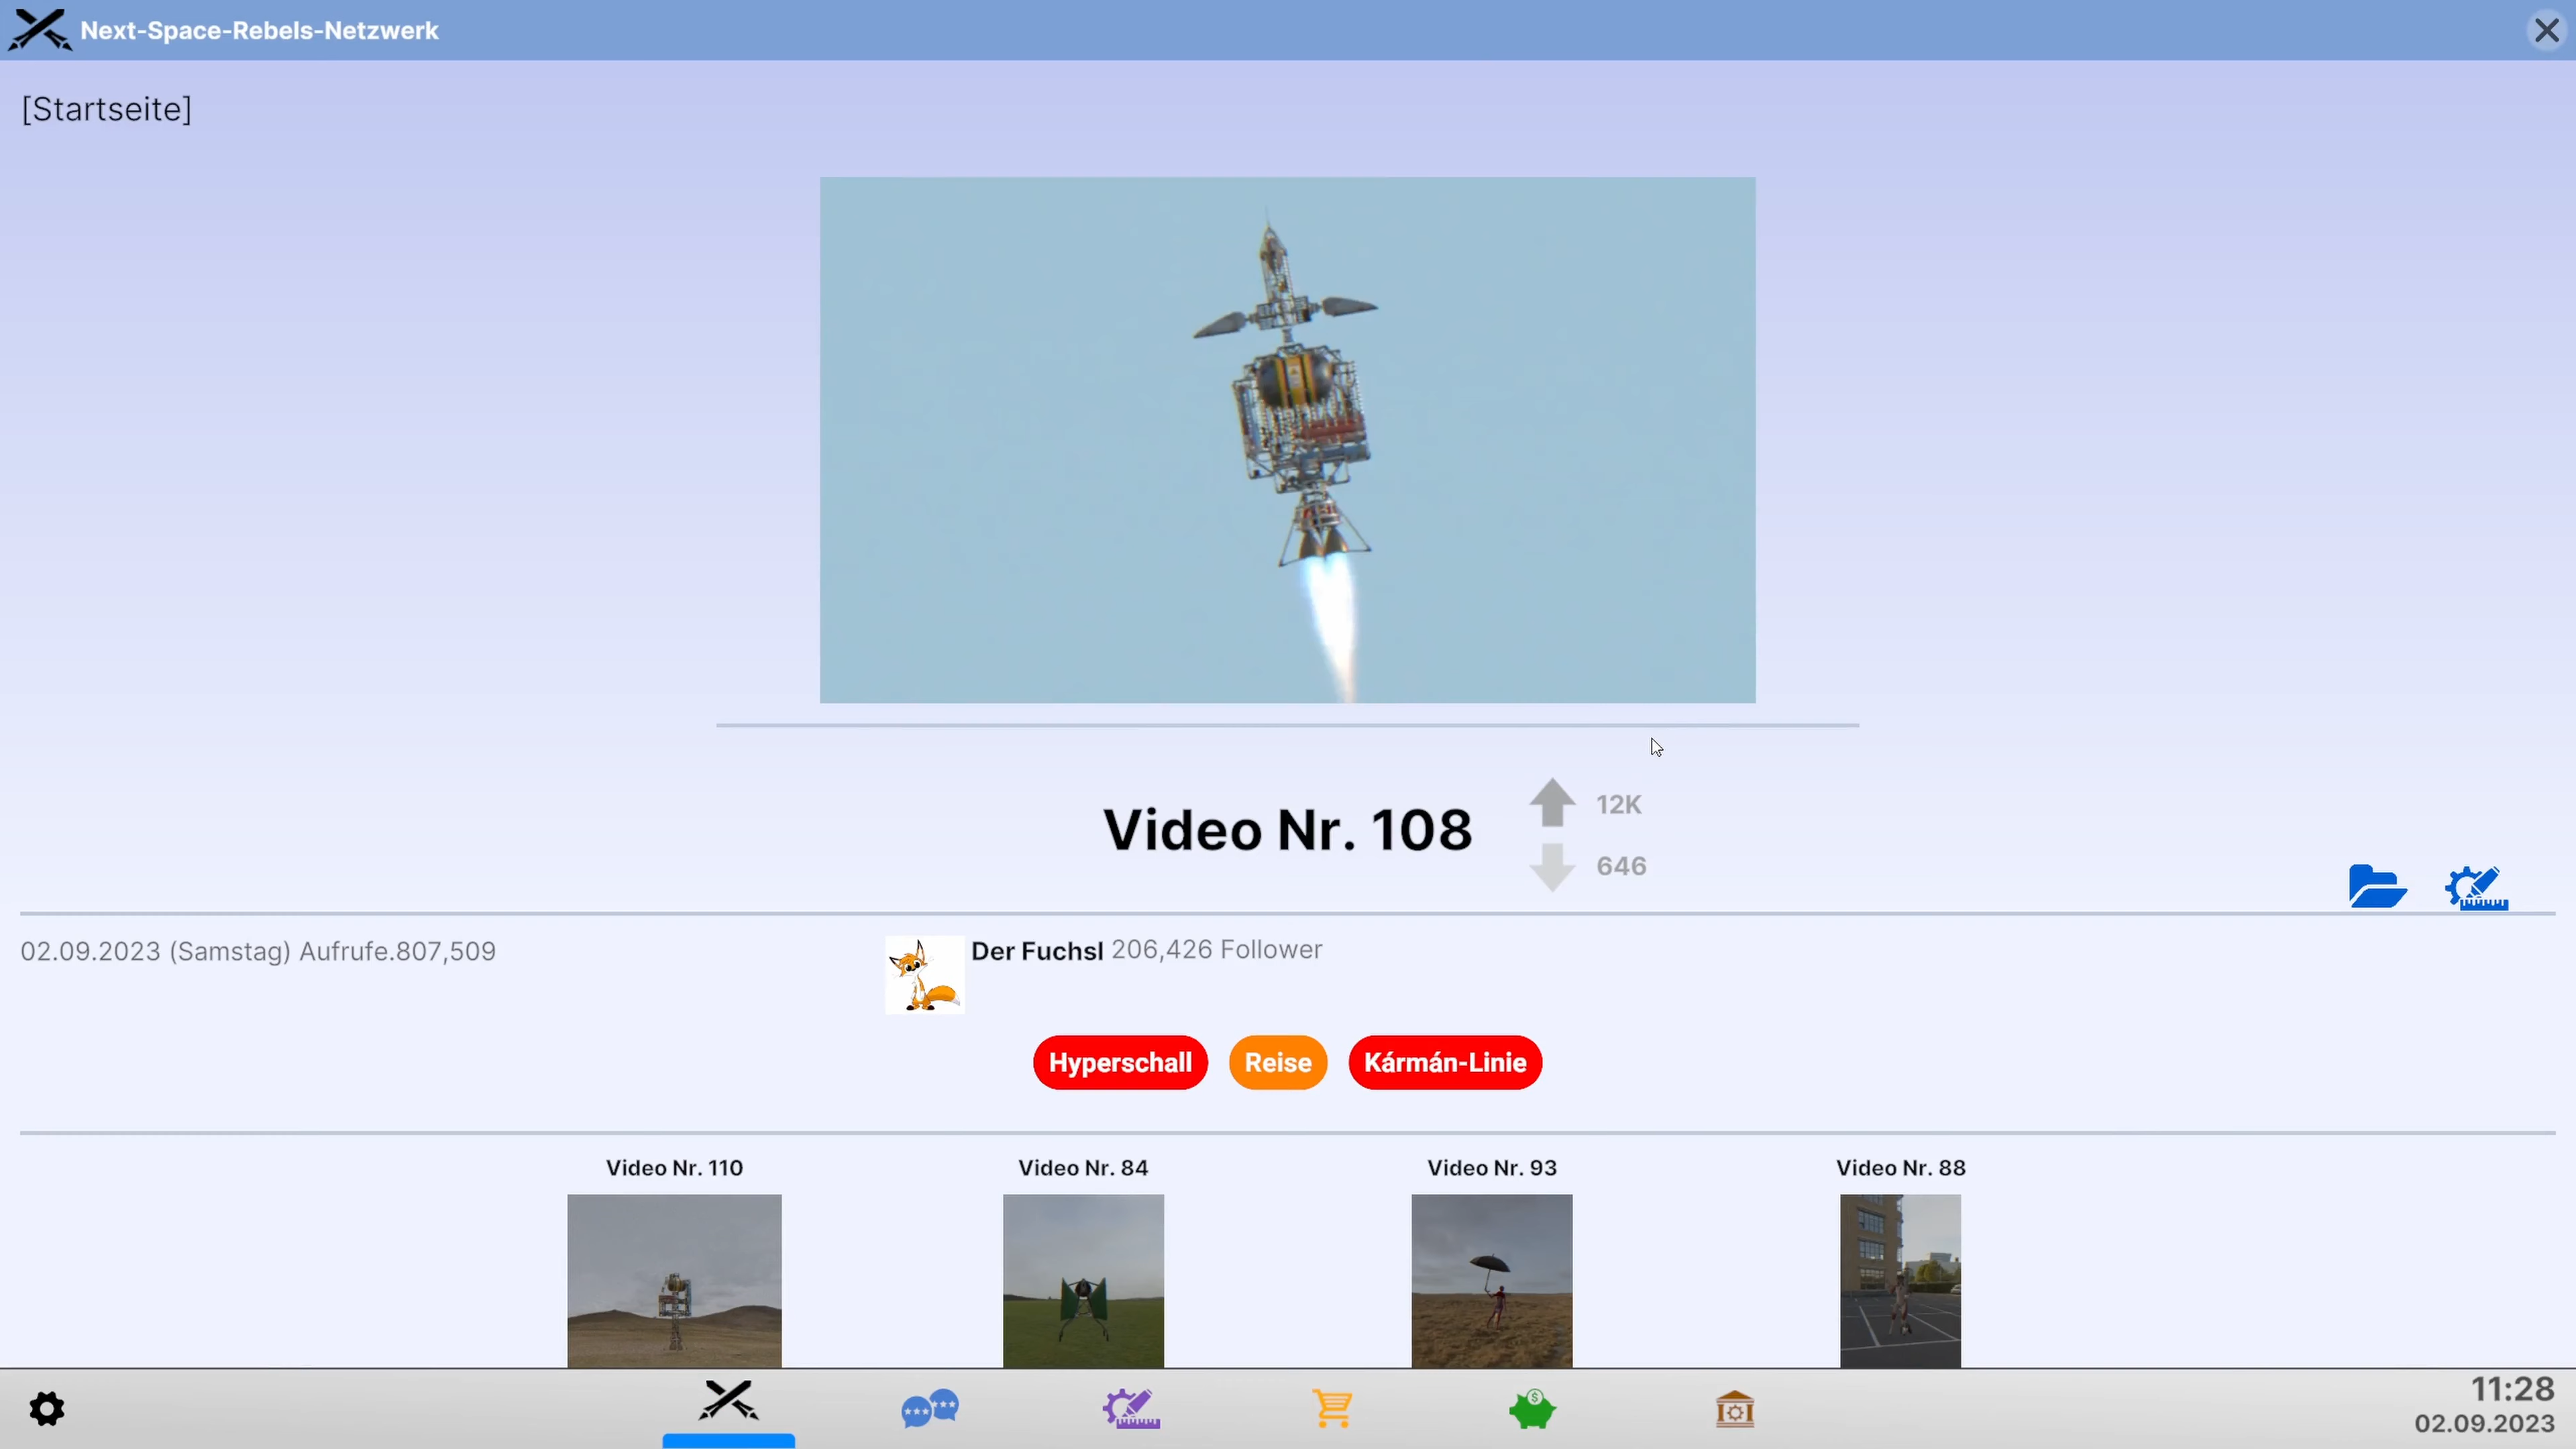 Next-Space-Rebels-Netzwerk
[Startseite]
Video Nr. 108
12K
646
02.09.2023 (Samstag) Aufrufe.807,509
Der Fuchsl 206,426 Follower
Hyperschall Reise Kármán-Linie
Video Nr. 110 Video Nr. 84 Video Nr. 93 Video Nr. 88
11:28
02.09.2023